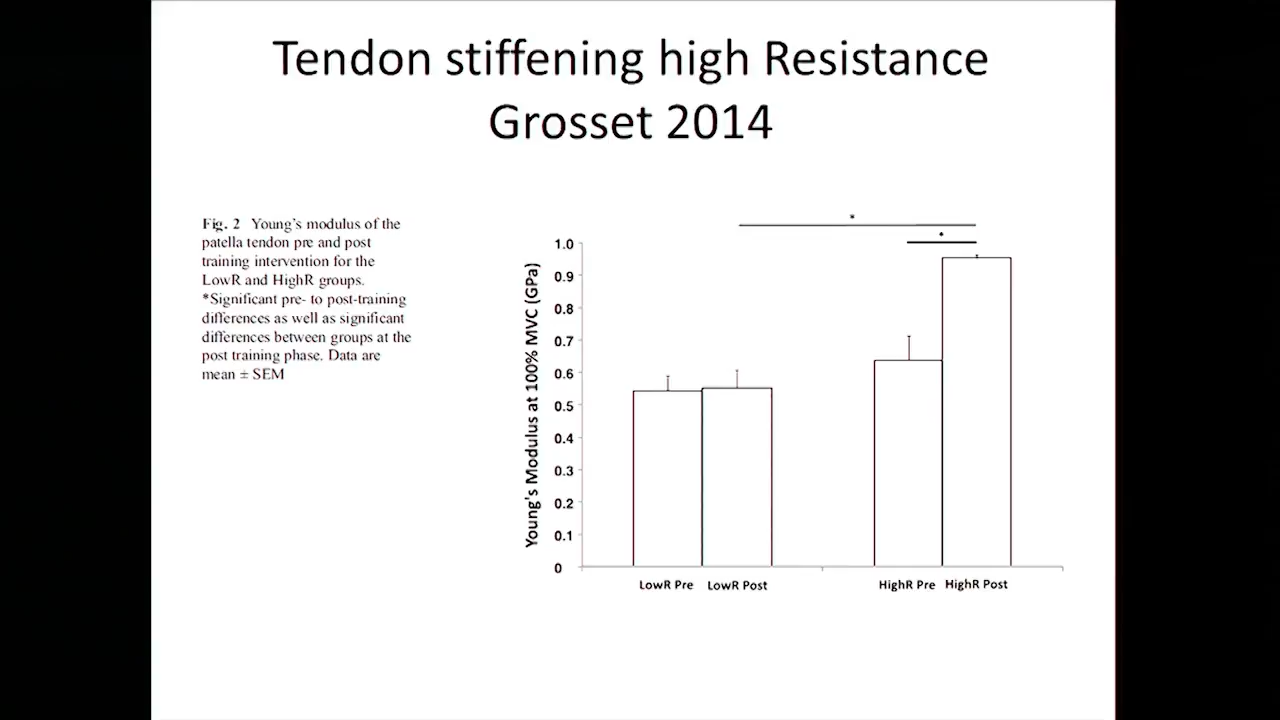 Tendon stiffening high Resistance
Grosset 2014
Fig. 2 Young's modulus of the
patella tendon pre and post
training intervention for the
LowR and HighR groups.
*Significant pre- to post-training
differences as well as significant
differences between groups at the
post training phase. Data are
mean ± SEM
*
*
Young's Modulus at 100% MVC (GPa)
1.0
0.9
0.8
0.7
0.6
0.5
0.4
0.3
0.2
0.1
0
LowR Pre LowR Post HighR Pre HighR Post